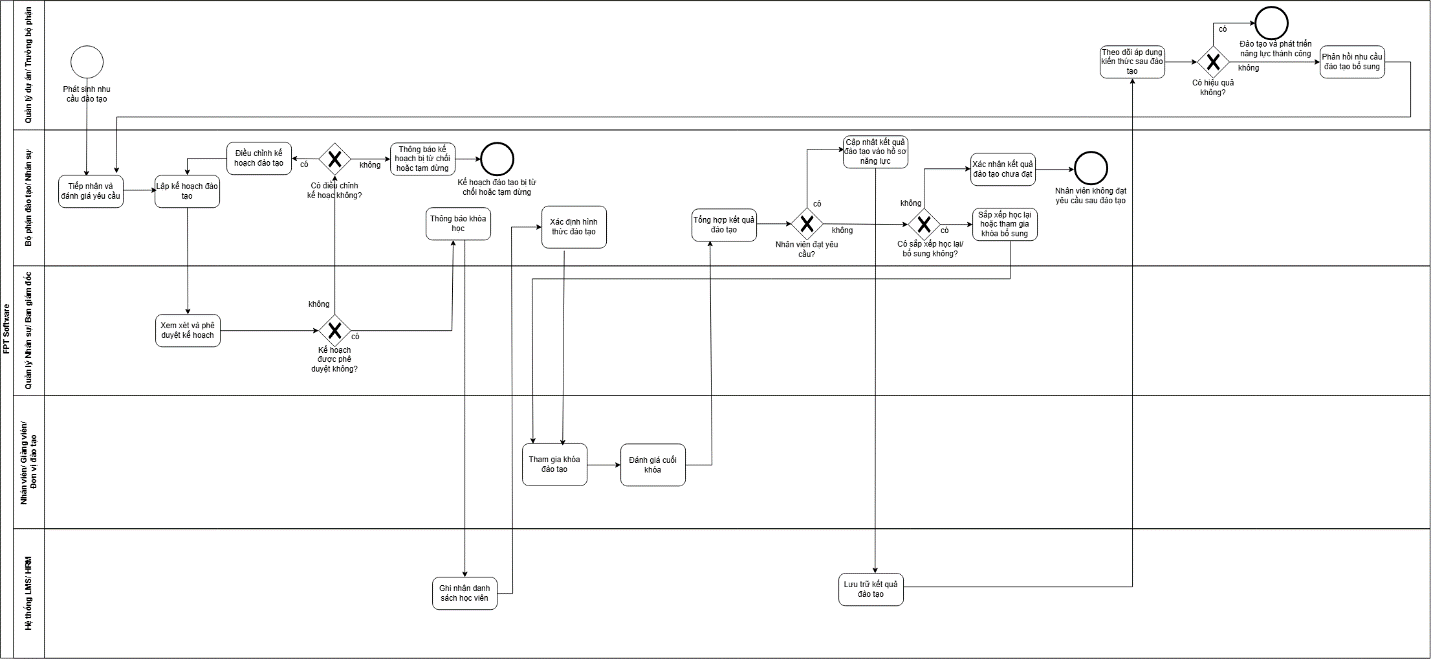 FPT Software
Quản lý dự án/ Trưởng bộ phận
Phát sinh nhu
cầu đào tạo
Theo dõi áp dụng
kiến thức sau đào
tạo
có
Đào tạo và phát triển
năng lực thành công
không
Có hiệu quả
không?
Phản hồi nhu cầu
đào tạo bổ sung
Bộ phận đào tạo/ Nhân sự
Tiếp nhận và
đánh giá yêu cầu
Lập kế hoạch đào
tạo
Điều chỉnh kế
hoạch đào tạo
có
không
Có điều chỉnh
kế hoạc không?
Thông báo kế
hoạch bị từ chối
hoặc tạm dừng
Kế hoạch đào tạo bị từ
chối hoặc tạm dừng
Thông báo khóa
học
Xác định hình
thức đào tạo
Tổng hợp kết quả
đào tạo
có
không
Nhân viên đạt yêu
cầu?
Cập nhật kết quả
đào tạo vào hồ sơ
năng lực
không
có
Có sắp xếp học lại/
bổ sung không?
Xác nhận kết quả
đào tạo chưa đạt
Nhân viên không đạt
yêu cầu sau đào tạo
Sắp xếp học lại
hoặc tham gia
khóa bổ sung
Quản lý Nhân sự/ Ban giám đốc
Xem xét và phê
duyệt kế hoạch
không
có
Kế hoạch
được phê
duyệt không?
Nhân viên/ Giảng viên/
Đơn vị đào tạo
Tham gia khóa
đào tạo
Đánh giá cuối
khóa
Hệ thống LMS/ HRM
Ghi nhận danh
sách học viên
Lưu trữ kết quả
đào tạo